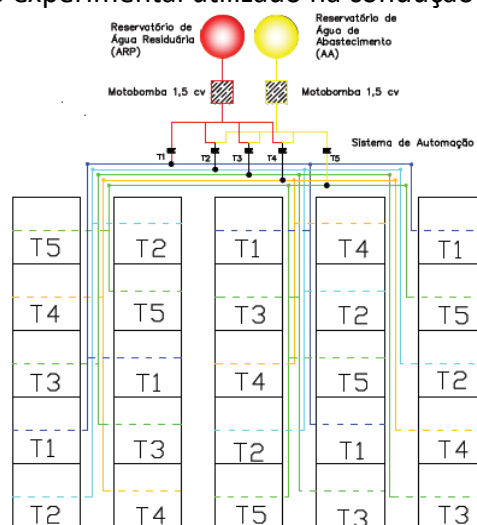 experimental utilizado na condução
Reservatório de
Água Residuária
(ARP)
Reservatório de
Água de
Abastecimento
(AA)
Motobomba 1,5 cv
Motobomba 1,5 cv
Sistema de Automação
T1 T2 T3 T4 T5
T5 T2 T1 T4 T1
T4 T5 T3 T2 T5
T3 T1 T4 T5 T2
T1 T3 T2 T1 T4
T2 T4 T5 T3 T3